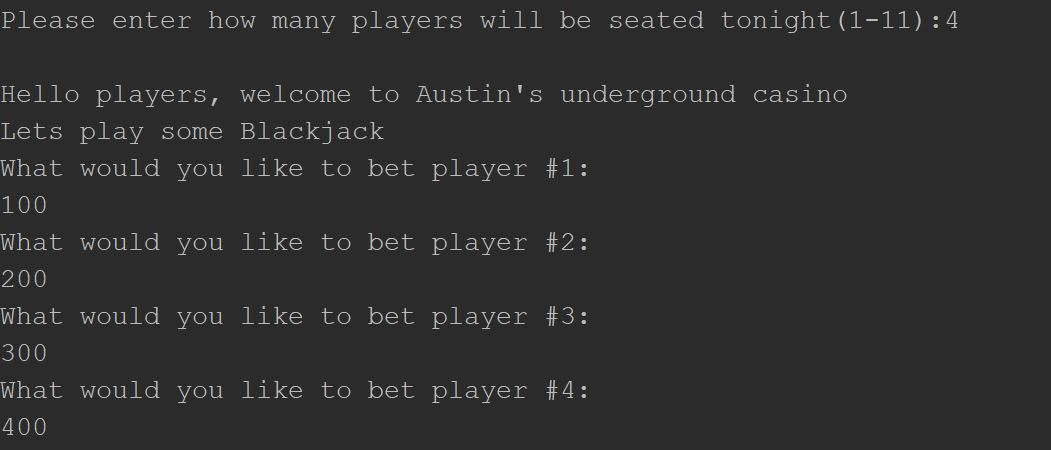 Please enter how many players will be seated tonight(1-11):4
Hello players, welcome to Austin's underground casino
Lets play some Blackjack
What would you like to bet player #1:
100
What would you like to bet player #2:
200
What would you like to bet player #3:
300
What would you like to bet player #4:
400